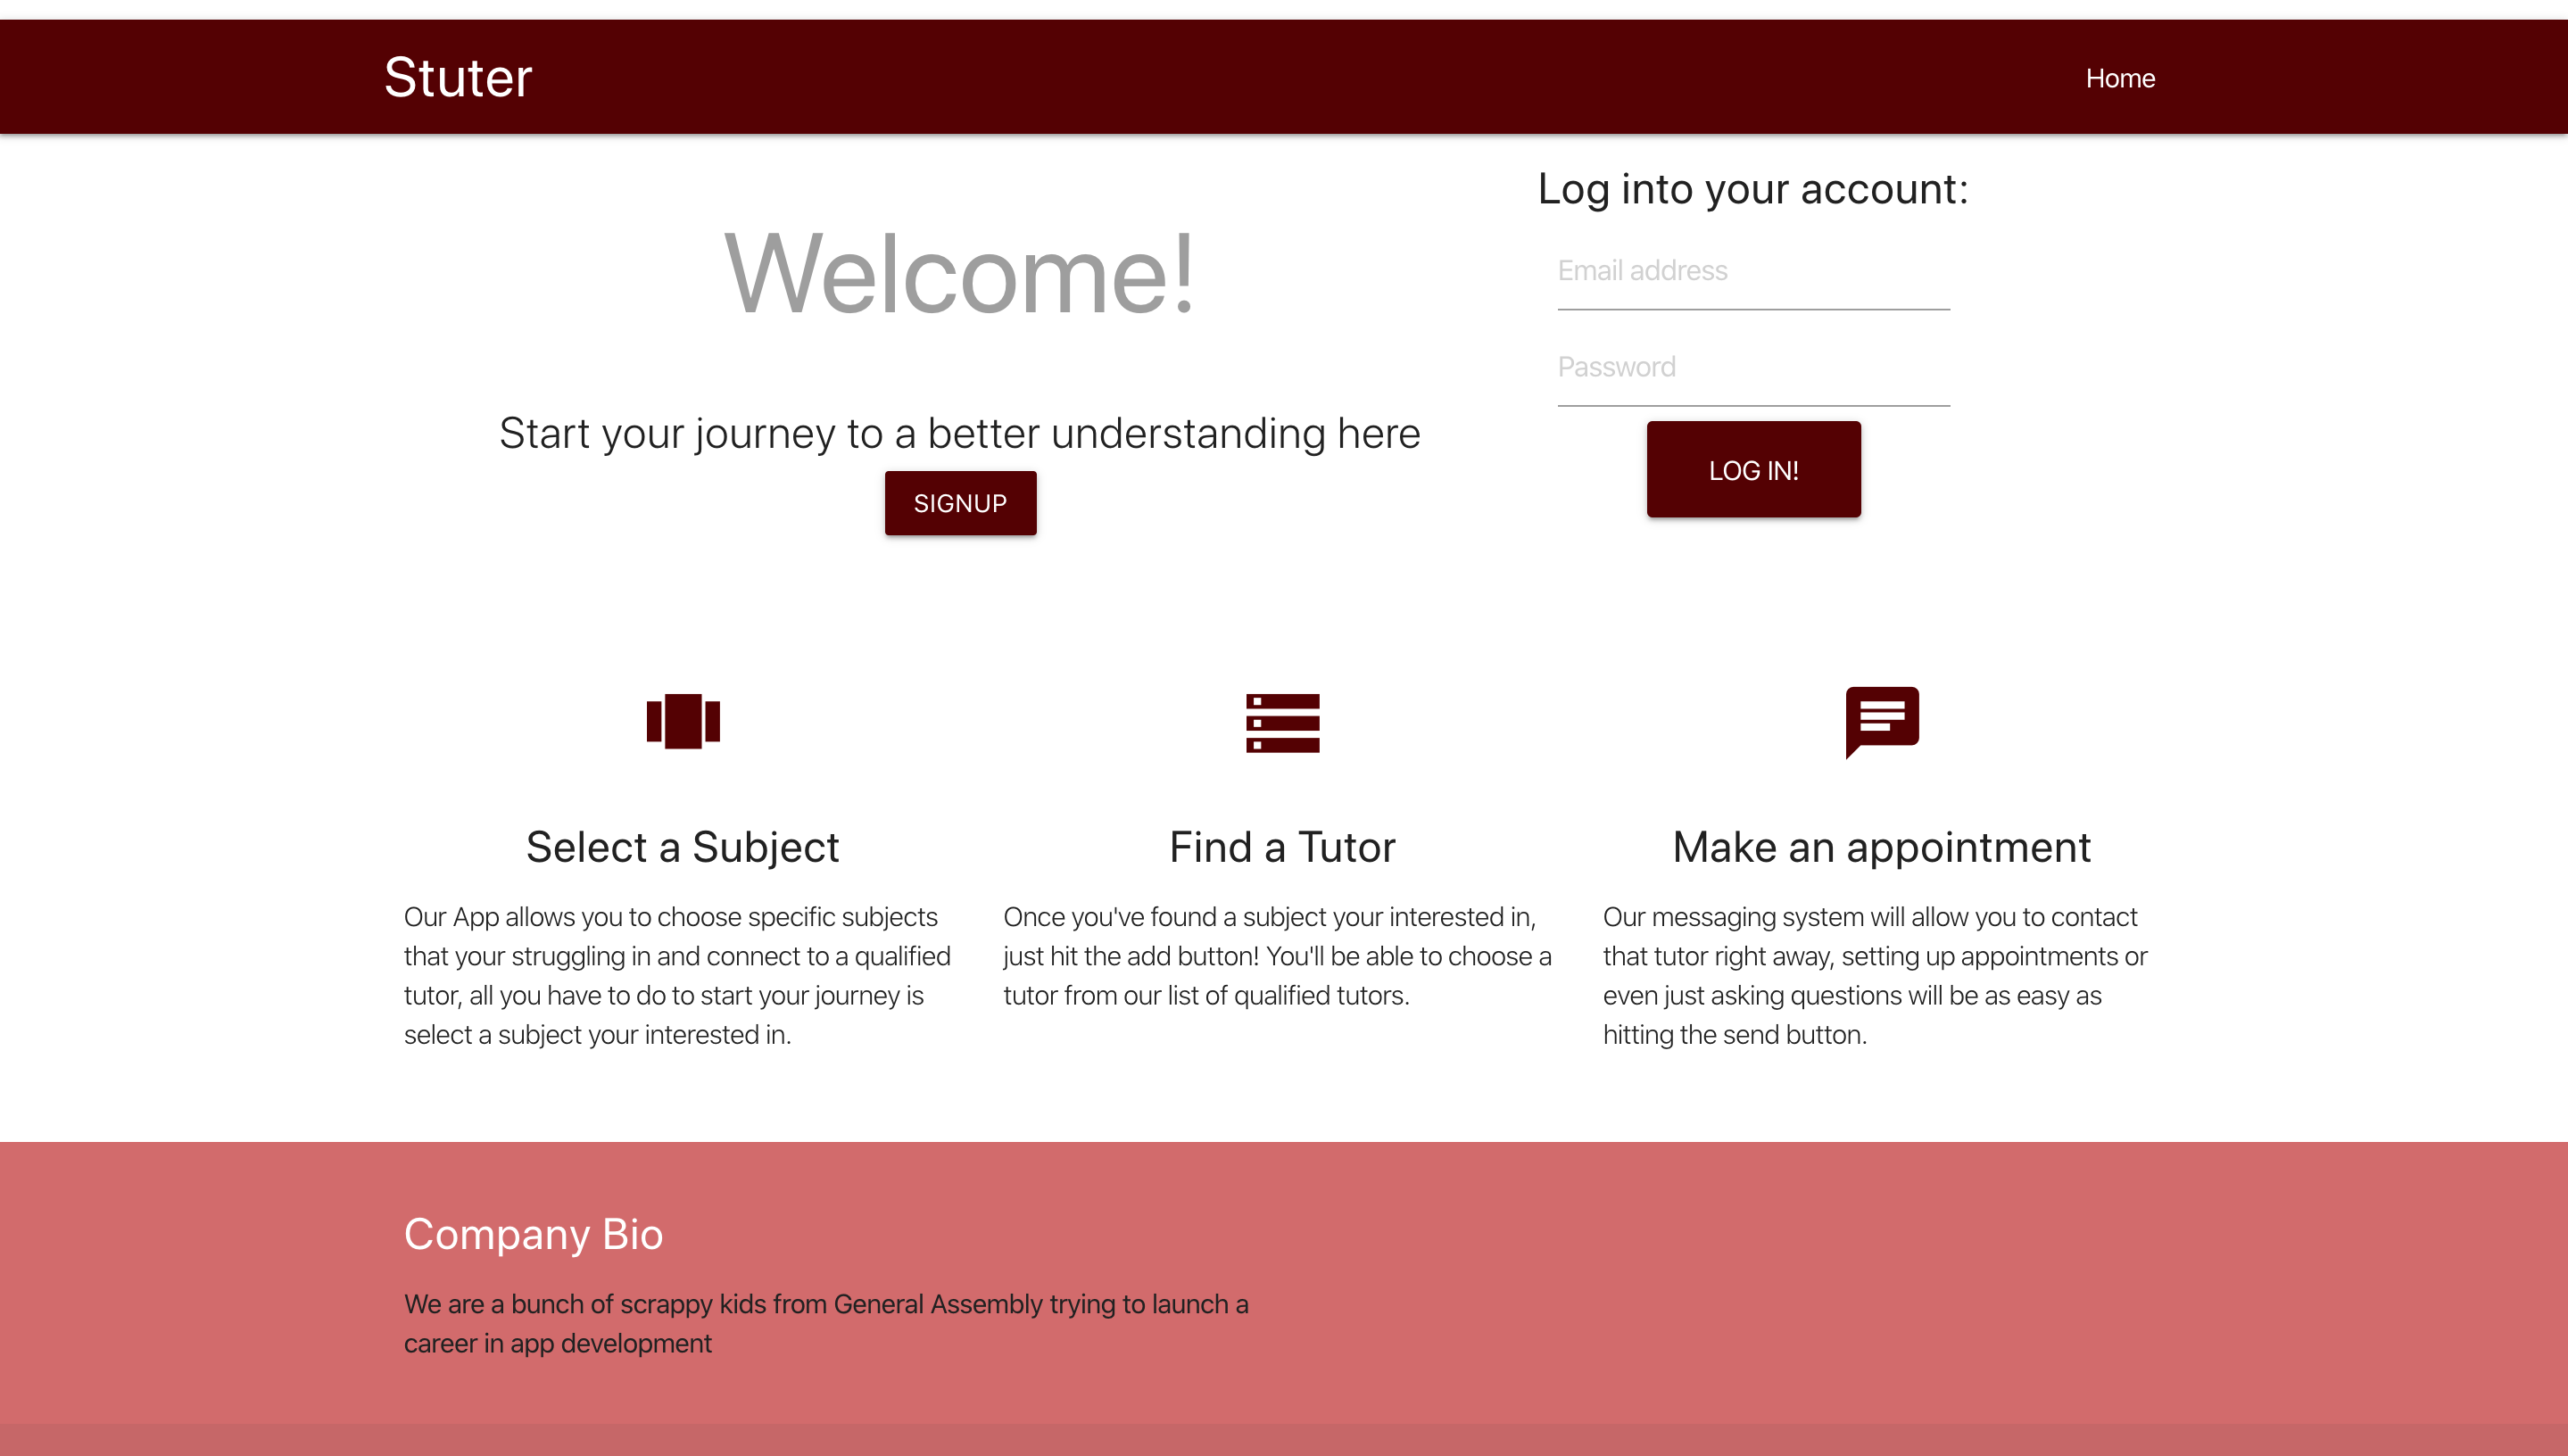 Stuter
Home
Welcome!
Start your journey to a better understanding here
SIGNUP
Log into your account:
Email address
Password
LOG IN!
Select a Subject
Our App allows you to choose specific subjects
that your struggling in and connect to a qualified
tutor, all you have to do to start your journey is
select a subject your interested in.
Find a Tutor
Once you've found a subject your interested in,
just hit the add button! You'll be able to choose a
tutor from our list of qualified tutors.
Make an appointment
Our messaging system will allow you to contact
that tutor right away, setting up appointments or
even just asking questions will be as easy as
hitting the send button.
Company Bio
We are a bunch of scrappy kids from General Assembly trying to launch a
career in app development